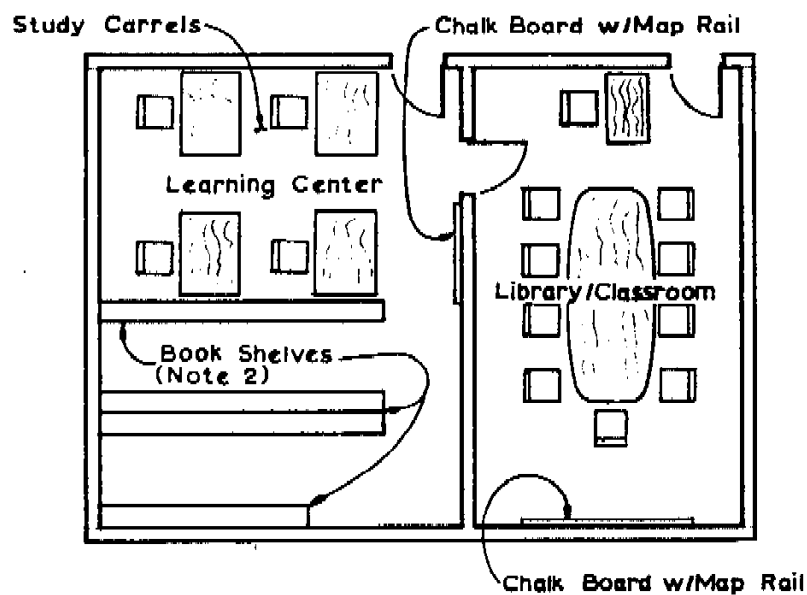 Study Carrels
Chalk Board w/Map Rail
Learning Center
Library/Classroom
Book Shelves
(Note 2)
Chalk Board w/Map Rail